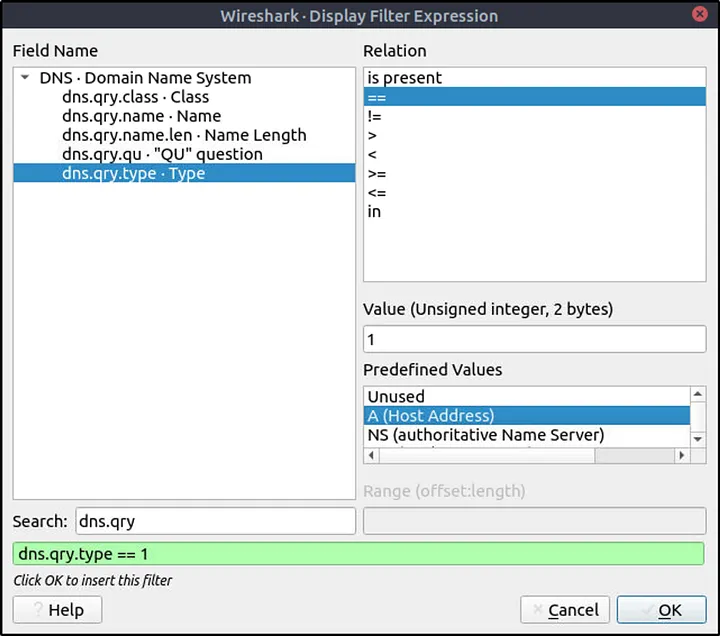 Wireshark · Display Filter Expression
Field Name
DNS · Domain Name System
dns.qry.class · Class
dns.qry.name · Name
dns.qry.name.len · Name Length
dns.qry.qu · "QU" question
dns.qry.type · Type
Search: dns.qry
Relation
is present
==
!=
>
<
>=
<=
in
Value (Unsigned integer, 2 bytes)
1
Predefined Values
Unused
A (Host Address)
NS (authoritative Name Server)
Range (offset:length)
dns.qry.type == 1
Click OK to insert this filter
? Help
Cancel
OK